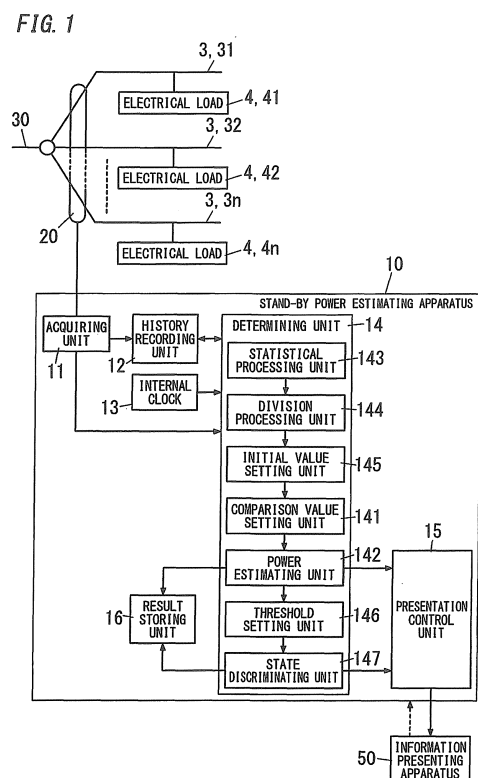 FIG. 1
3, 31
ELECTRICAL LOAD
4, 41
30
3, 32
ELECTRICAL LOAD
4, 42
3, 3n
20
ELECTRICAL LOAD
4, 4n
10
STAND-BY POWER ESTIMATING APPARATUS
ACQUIRING
UNIT
11
HISTORY
RECORDING
UNIT
12
DETERMINING UNIT
14
STATISTICAL
PROCESSING UNIT
143
INTERNAL
CLOCK
13
DIVISION
PROCESSING UNIT
144
INITIAL VALUE
SETTING UNIT
145
COMPARISON VALUE
SETTING UNIT
141
POWER
ESTIMATING UNIT
142
15
PRESENTATION
CONTROL
UNIT
RESULT
STORING
UNIT
16
THRESHOLD
SETTING UNIT
146
STATE
DISCRIMINATING UNIT
147
50
INFORMATION
PRESENTING
APPARATUS